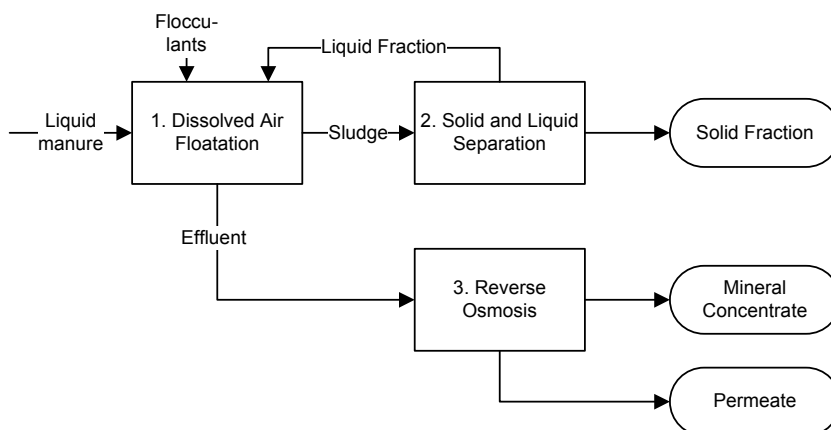 Floccu-
lants
Liquid Fraction
Liquid
manure
1. Dissolved Air
Floatation
Sludge
2. Solid and Liquid
Separation
Solid Fraction
Effluent
3. Reverse
Osmosis
Mineral
Concentrate
Permeate